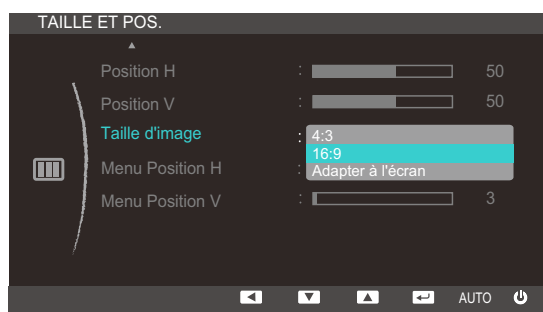 TAILLE ET POS.
Position H : 50
Position V : 50
Taille d'image : 4:3
16:9
Menu Position H : Adapter à l'écran
Menu Position V : 3
AUTO